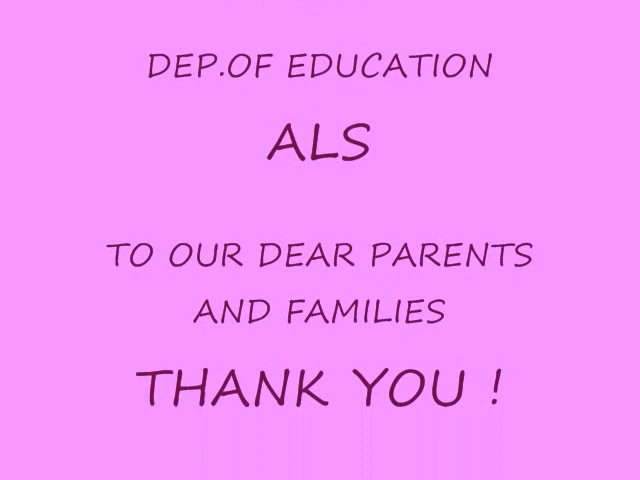 DEP.OF EDUCATION
ALS
TO OUR DEAR PARENTS
AND FAMILIES
THANK YOU !